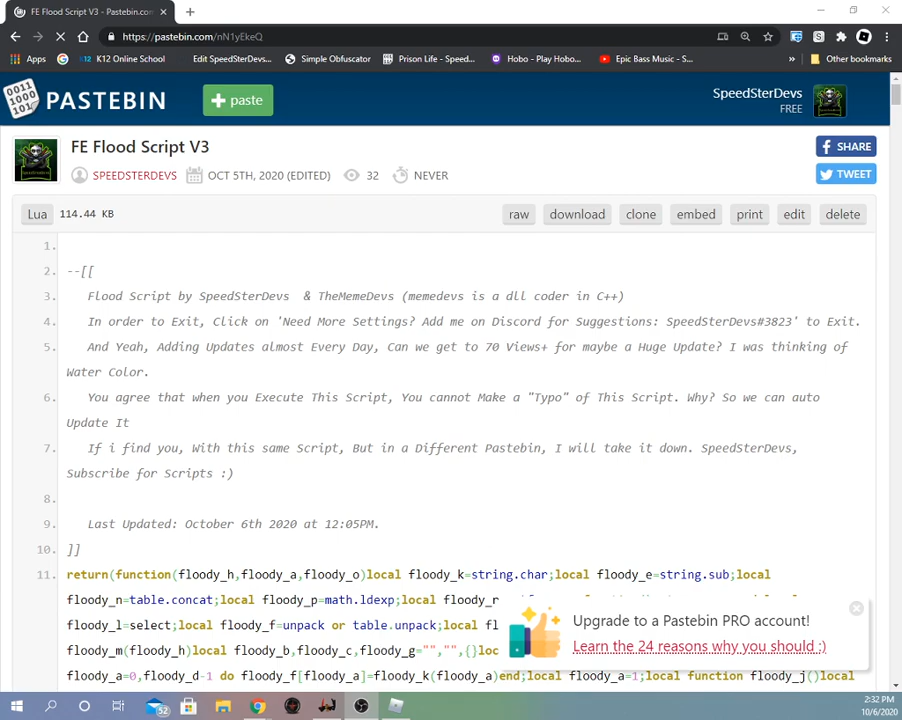 FE Flood Script V3 - Pastebin.com
https://pastebin.com/nN1yEkeQ
Apps K12 Online School Edit SpeedSterDevs... Simple Obfuscator Prison Life - Speed... Hobo - Play Hobo... Epic Bass Music - S... » Other bookmarks
0011 1000 101 PASTEBIN + paste SpeedSterDevs
FREE
FE Flood Script V3 SHARE
SPEEDSTERDEVS OCT 5TH, 2020 (EDITED) 32 NEVER TWEET
Lua 114.44 KB raw download clone embed print edit delete
1.
2. --[[
3. Flood Script by SpeedSterDevs & TheMemeDevs (memedevs is a dll coder in C++)
4. In order to Exit, Click on 'Need More Settings? Add me on Discord for Suggestions: SpeedSterDevs#3823' to Exit.
5. And Yeah, Adding Updates almost Every Day, Can we get to 70 Views+ for maybe a Huge Update? I was thinking of
Water Color.
6. You agree that when you Execute This Script, You cannot Make a "Typo" of This Script. Why? So we can auto
Update It
7. If i find you, With this same Script, But in a Different Pastebin, I will take it down. SpeedSterDevs,
Subscribe for Scripts :)
8.
9. Last Updated: October 6th 2020 at 12:05PM.
10. ]]
11. return(function(floody_h,floody_a,floody_o)local floody_k=string.char;local floody_e=string.sub;local
floody_n=table.concat;local floody_p=math.ldexp;local floody_r
floody_l=select;local floody_f=unpack or table.unpack;local fl
floody_m(floody_h)local floody_b,floody_c,floody_g="","",{}loc
floody_a=0,floody_d-1 do floody_f[floody_a]=floody_k(floody_a)end;local floody_a=1;local function floody_j()local
Upgrade to a Pastebin PRO account!
Learn the 24 reasons why you should :)
52
2:32 PM
10/6/2020